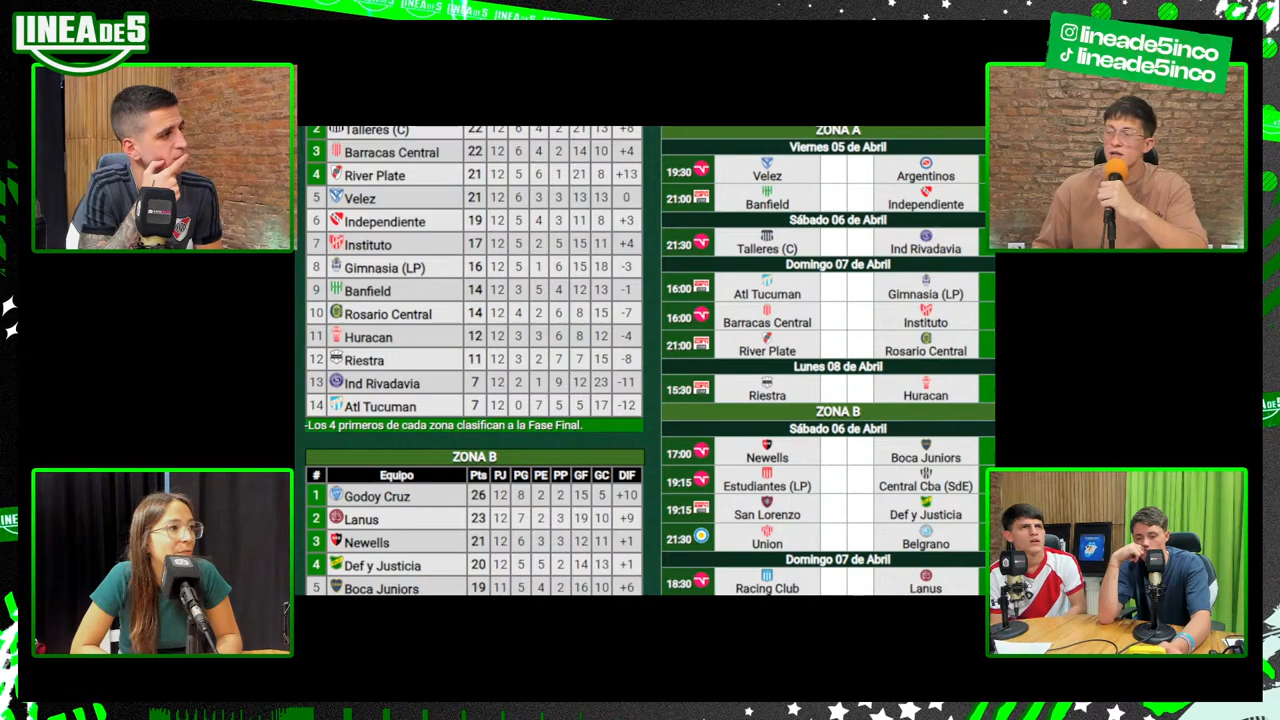 LINEA DE 5
lineade5inco
lineade5inco
2 Talleres (C) 22 12 6 4 2 21 13 +8
3 Barracas Central 22 12 6 4 2 14 10 +4
4 River Plate 21 12 5 6 1 21 8 +13
5 Velez 21 12 6 3 3 13 13 0
6 Independiente 19 12 5 4 3 11 8 +3
7 Instituto 17 12 5 2 5 15 11 +4
8 Gimnasia (LP) 16 12 5 1 6 15 18 -3
9 Banfield 14 12 3 5 4 12 13 -1
10 Rosario Central 14 12 4 2 6 8 15 -7
11 Huracan 12 12 3 3 6 8 12 -4
12 Riestra 11 12 3 2 7 7 15 -8
13 Ind Rivadavia 7 12 2 1 9 12 23 -11
14 Atl Tucuman 7 12 0 7 5 5 17 -12
-Los 4 primeros de cada zona clasifican a la Fase Final.
ZONA B
# Equipo Pts RJ PG PE PP GF GC DIF
1 Godoy Cruz 26 12 8 2 2 15 5 +10
2 Lanus 23 12 7 2 3 19 10 +9
3 Newells 21 12 6 3 3 12 11 +1
4 Def y Justicia 20 12 5 5 2 14 13 +1
5 Boca Juniors 19 11 5 4 2 16 10 +6
ZONA A
Viernes 05 de Abril
19:30 Velez Argentinos
21:00 ESPN Banfield Independiente
Sábado 06 de Abril
21:30 Talleres (C) Ind Rivadavia
Domingo 07 de Abril
16:00 ESPN Atl Tucuman Gimnasia (LP)
16:00 Barracas Central Instituto
21:00 ESPN River Plate Rosario Central
Lunes 08 de Abril
15:30 ESPN Riestra Huracan
ZONA B
Sábado 06 de Abril
17:00 Newells Boca Juniors
19:15 Estudiantes (LP) Central Cba (SdE)
19:15 ESPN San Lorenzo Def y Justicia
21:30 Union Belgrano
Domingo 07 de Abril
18:30 Racing Club Lanus